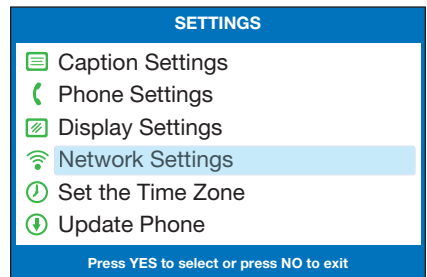 SETTINGS
Caption Settings
Phone Settings
Display Settings
Network Settings
Set the Time Zone
Update Phone
Press YES to select or press NO to exit